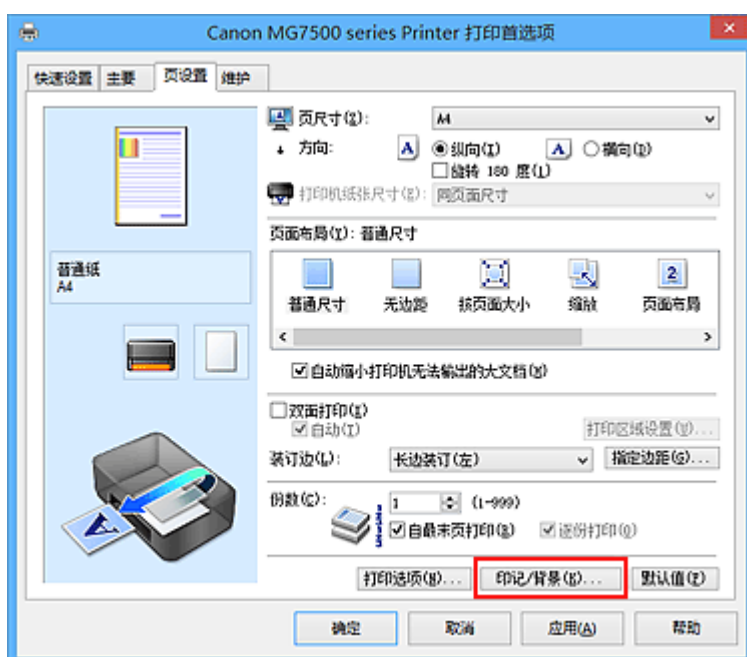 Canon MG7500 series Printer 打印首选项
快速设置 主要 页设置 维护
页尺寸(Z): A4
方向: A 纵向(I) A 横向(D)
旋转 180 度(L)
打印机纸张尺寸(E): 同页面尺寸
页面布局(Y): 普通尺寸
普通尺寸 无边距 按页面大小 缩放 页面布局
自动缩小打印机无法输出的大文档(X)
普通纸
A4
双面打印(X)
自动(T) 打印区域设置(U)...
装订边(L): 长边装订(左) 指定边距(G)...
份数(C): 1 (1-999)
自最末页打印(R) 逐份打印(O)
打印选项(N)... 印记/背景(K)... 默认值(F)
确定 取消 应用(A) 帮助